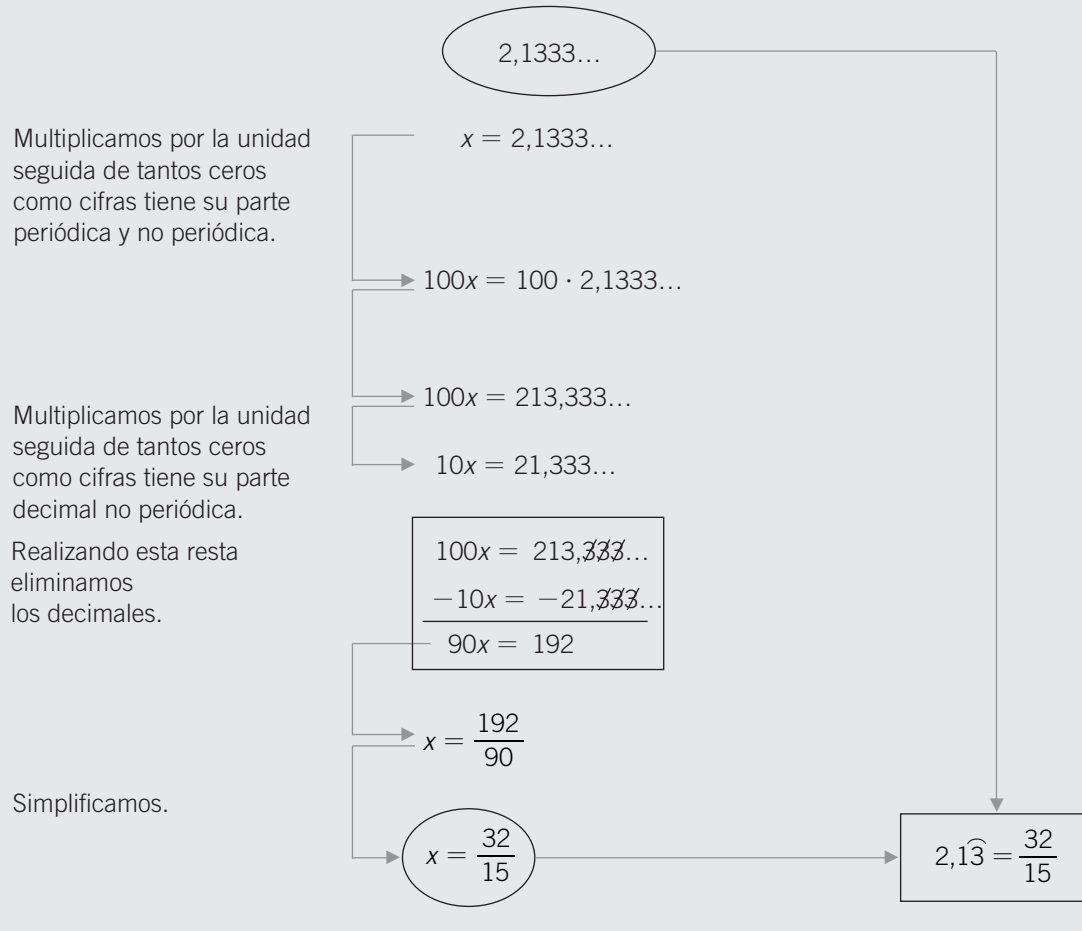 2,1333…
Multiplicamos por la unidad
seguida de tantos ceros
como cifras tiene su parte
periódica y no periódica.
x = 2,1333…
100x = 100 · 2,1333…
100x = 213,333…
Multiplicamos por la unidad
seguida de tantos ceros
como cifras tiene su parte
decimal no periódica.
10x = 21,333…
Realizando esta resta
eliminamos
los decimales.
100x = 213,333…
−10x = −21,333…
90x = 192
x = 192/90
Simplificamos.
x = 32/15
2,13̑ = 32/15